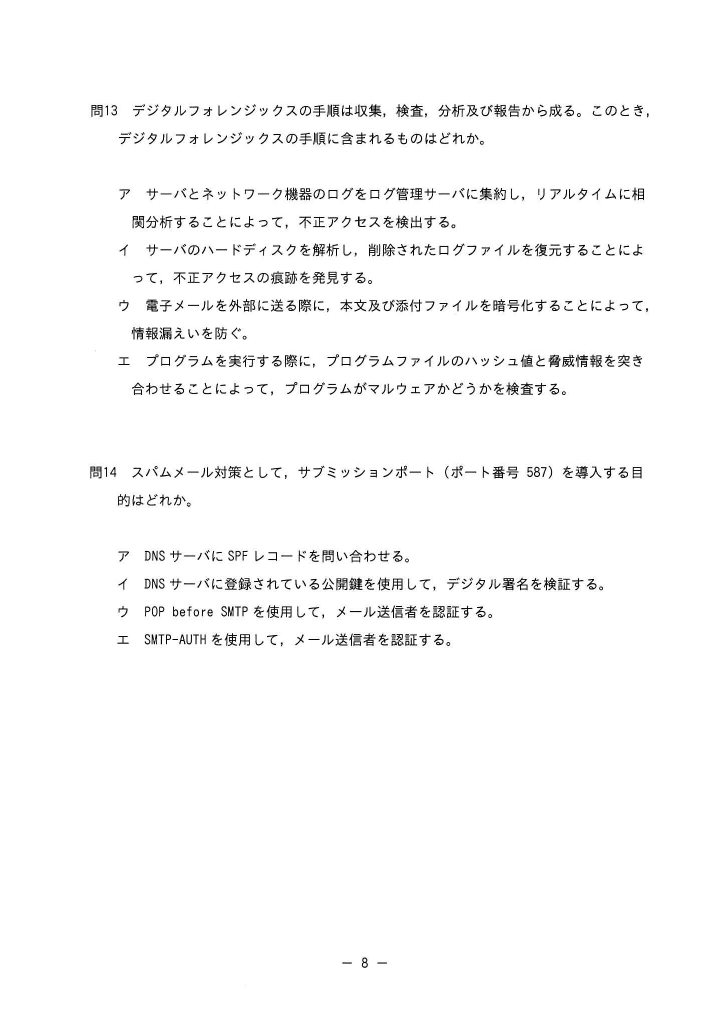 問13　デジタルフォレンジックスの手順は収集，検査，分析及び報告から成る。このとき，
デジタルフォレンジックスの手順に含まれるものはどれか。
ア　サーバとネットワーク機器のログをログ管理サーバに集約し，リアルタイムに相
関分析することによって，不正アクセスを検出する。
イ　サーバのハードディスクを解析し，削除されたログファイルを復元することによ
って，不正アクセスの痕跡を発見する。
ウ　電子メールを外部に送る際に，本文及び添付ファイルを暗号化することによって，
情報漏えいを防ぐ。
エ　プログラムを実行する際に，プログラムファイルのハッシュ値と脅威情報を突き
合わせることによって，プログラムがマルウェアかどうかを検査する。
問14　スパムメール対策として，サブミッションポート（ポート番号 587）を導入する目
的はどれか。
ア　DNS サーバに SPF レコードを問い合わせる。
イ　DNS サーバに登録されている公開鍵を使用して，デジタル署名を検証する。
ウ　POP before SMTP を使用して，メール送信者を認証する。
エ　SMTP-AUTH を使用して，メール送信者を認証する。
－ 8 －